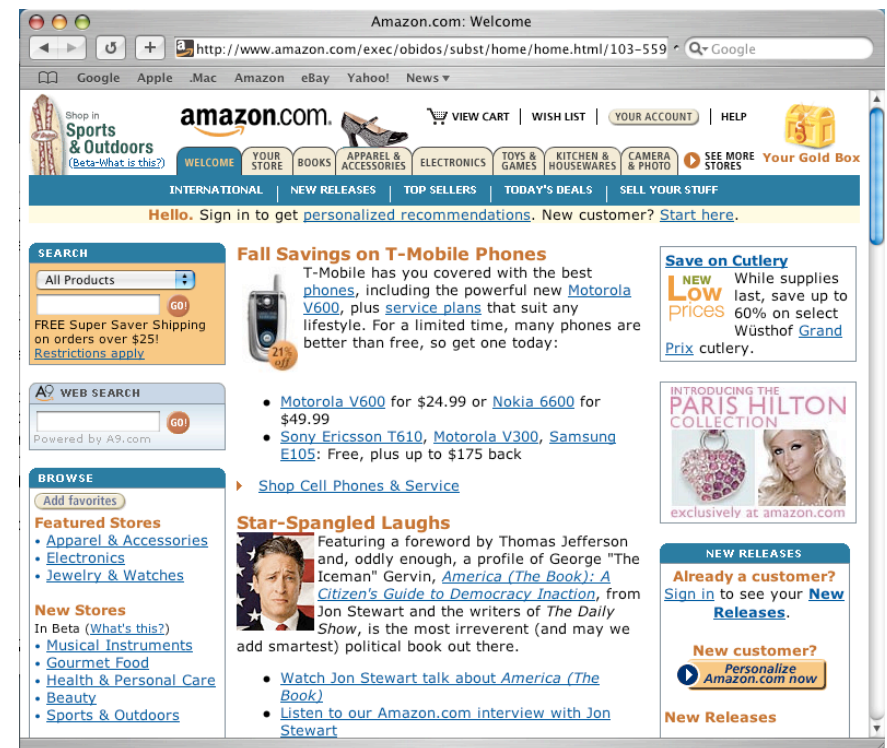 Amazon.com: Welcome
http://www.amazon.com/exec/obidos/subst/home/home.html/103-559
Google
Google Apple .Mac Amazon eBay Yahoo! News
Shop in
Sports
& Outdoors
(Beta-What is this?)
amazon.com.
VIEW CART | WISH LIST | YOUR ACCOUNT | HELP
WELCOME
YOUR STORE
BOOKS
APPAREL & ACCESSORIES
ELECTRONICS
TOYS & GAMES
KITCHEN & HOUSEWARES
CAMERA & PHOTO
SEE MORE STORES
Your Gold Box
INTERNATIONAL | NEW RELEASES | TOP SELLERS | TODAY'S DEALS | SELL YOUR STUFF
Hello. Sign in to get personalized recommendations. New customer? Start here.
SEARCH
All Products
GO!
FREE Super Saver Shipping
on orders over $25!
Restrictions apply
A9 WEB SEARCH
GO!
Powered by A9.com
BROWSE
Add favorites
Featured Stores
• Apparel & Accessories
• Electronics
• Jewelry & Watches
New Stores
In Beta (What's this?)
• Musical Instruments
• Gourmet Food
• Health & Personal Care
• Beauty
• Sports & Outdoors
Fall Savings on T-Mobile Phones
T-Mobile has you covered with the best
phones, including the powerful new Motorola
V600, plus service plans that suit any
lifestyle. For a limited time, many phones are
better than free, so get one today:
21% off
• Motorola V600 for $24.99 or Nokia 6600 for
$49.99
• Sony Ericsson T610, Motorola V300, Samsung
E105: Free, plus up to $175 back
Shop Cell Phones & Service
Star-Spangled Laughs
Featuring a foreword by Thomas Jefferson
and, oddly enough, a profile of George "The
Iceman" Gervin, America (The Book): A
Citizen's Guide to Democracy Inaction, from
Jon Stewart and the writers of The Daily
Show, is the most irreverent (and may we
add smartest) political book out there.
• Watch Jon Stewart talk about America (The
Book)
• Listen to our Amazon.com interview with Jon
Stewart
Save on Cutlery
NEW
LOW
PRICES
While supplies
last, save up to
60% on select
Wüsthof Grand
Prix cutlery.
INTRODUCING THE
PARIS HILTON
COLLECTION
exclusively at amazon.com
NEW RELEASES
Already a customer?
Sign in to see your New
Releases.
New customer?
Personalize
Amazon.com now
New Releases